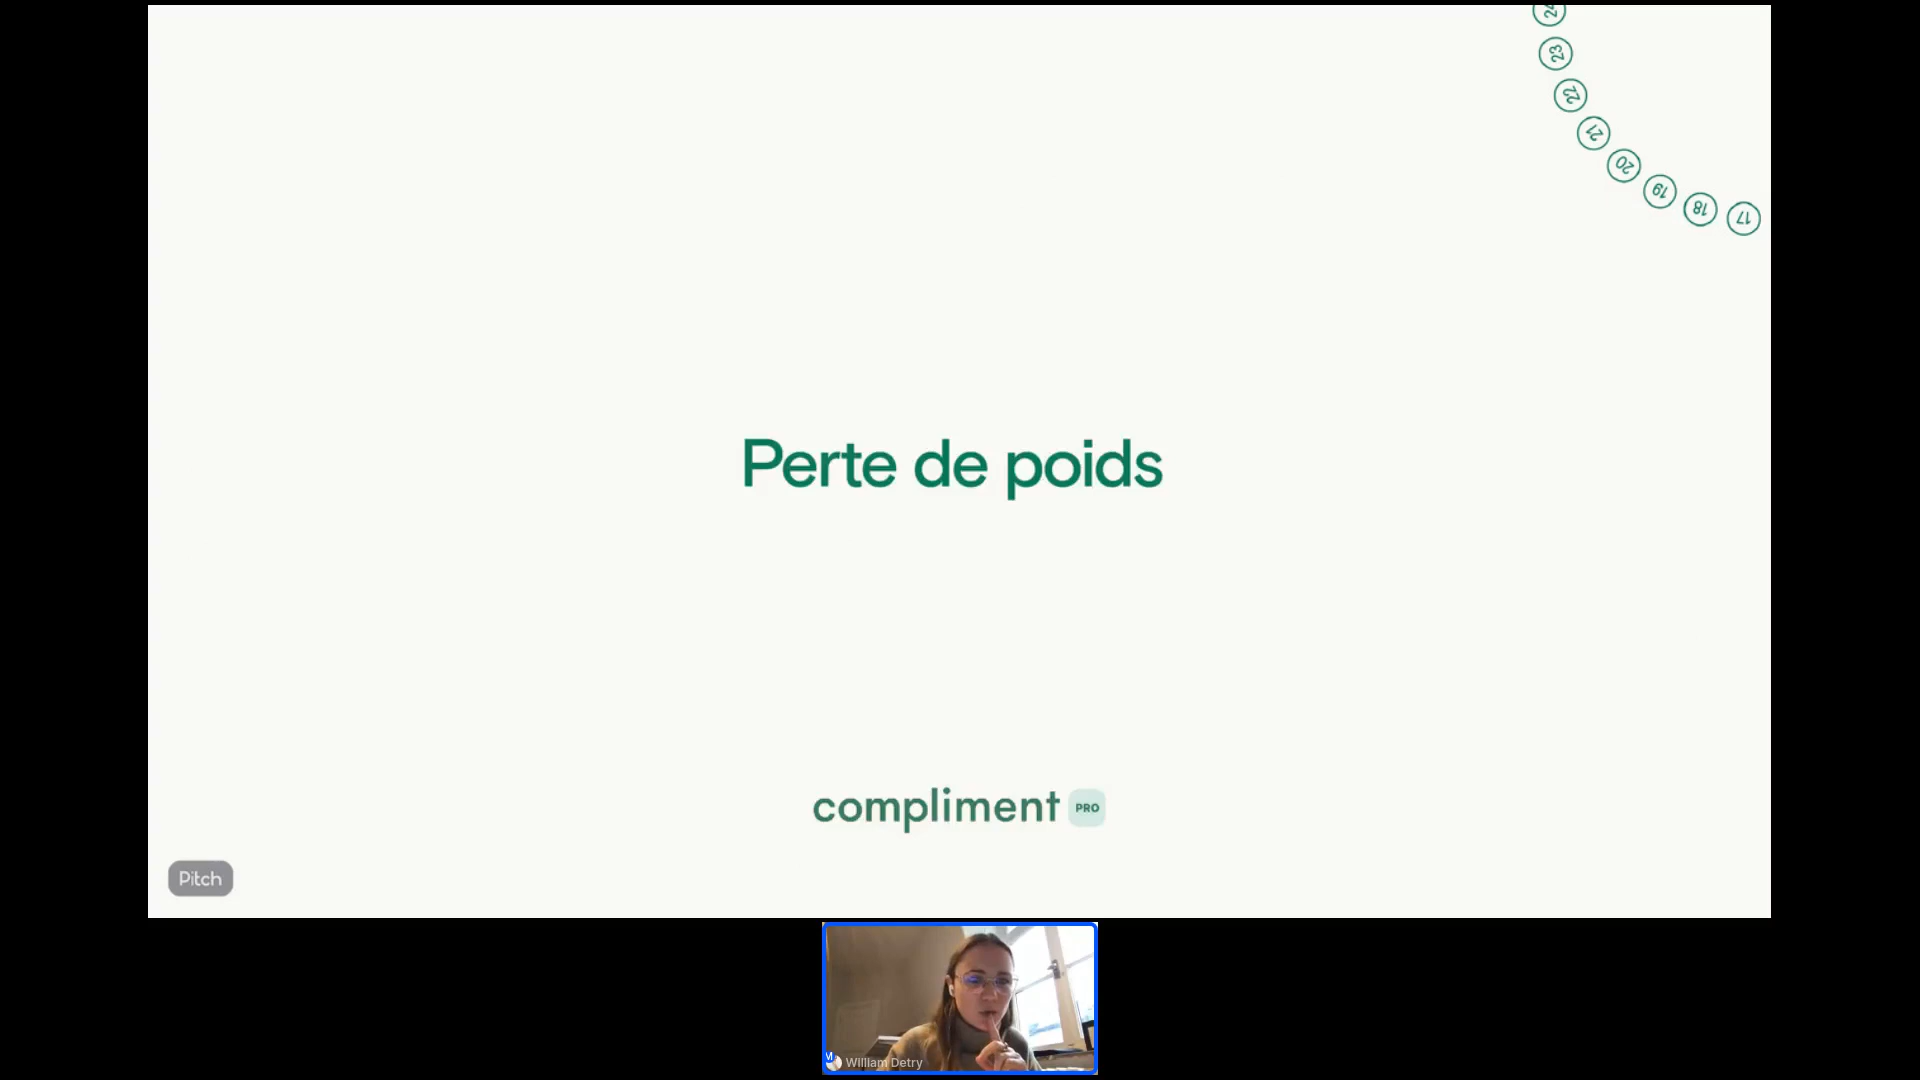 24
23
22
21
20
19
18
17
Perte de poids
compliment PRO
Pitch
M
William Detry